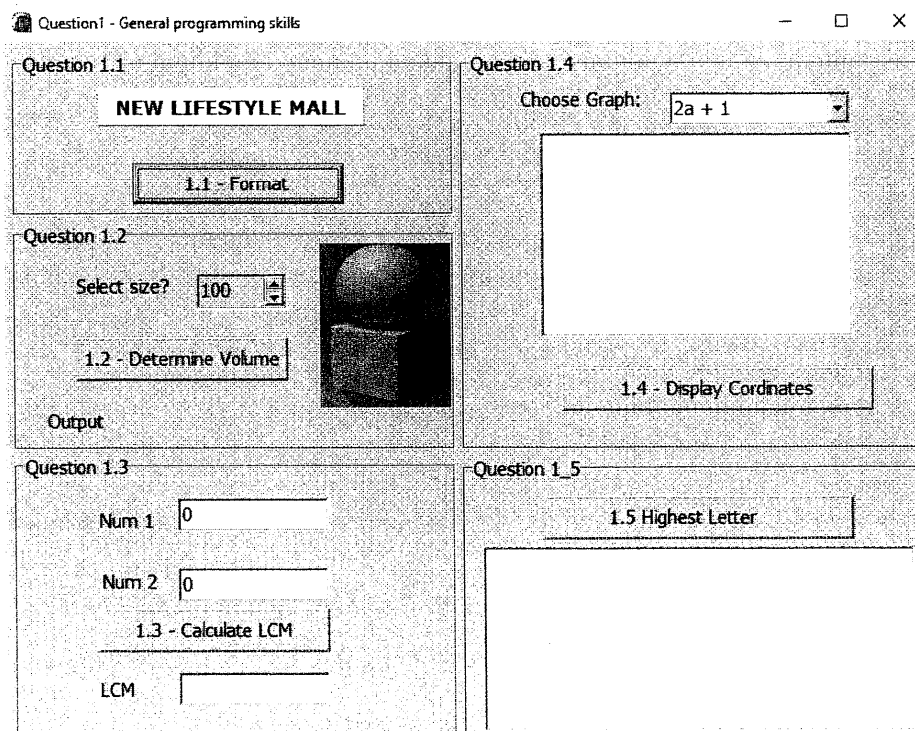 Question1 - General programming skills
Question 1.1
NEW LIFESTYLE MALL
1.1 - Format
Question 1.2
Select size?
100
1.2 - Determine Volume
Output
Question 1.3
Num 1
0
Num 2
0
1.3 - Calculate LCM
LCM
Question 1.4
Choose Graph:
2a + 1
1.4 - Display Cordinates
Question 1_5
1.5 Highest Letter